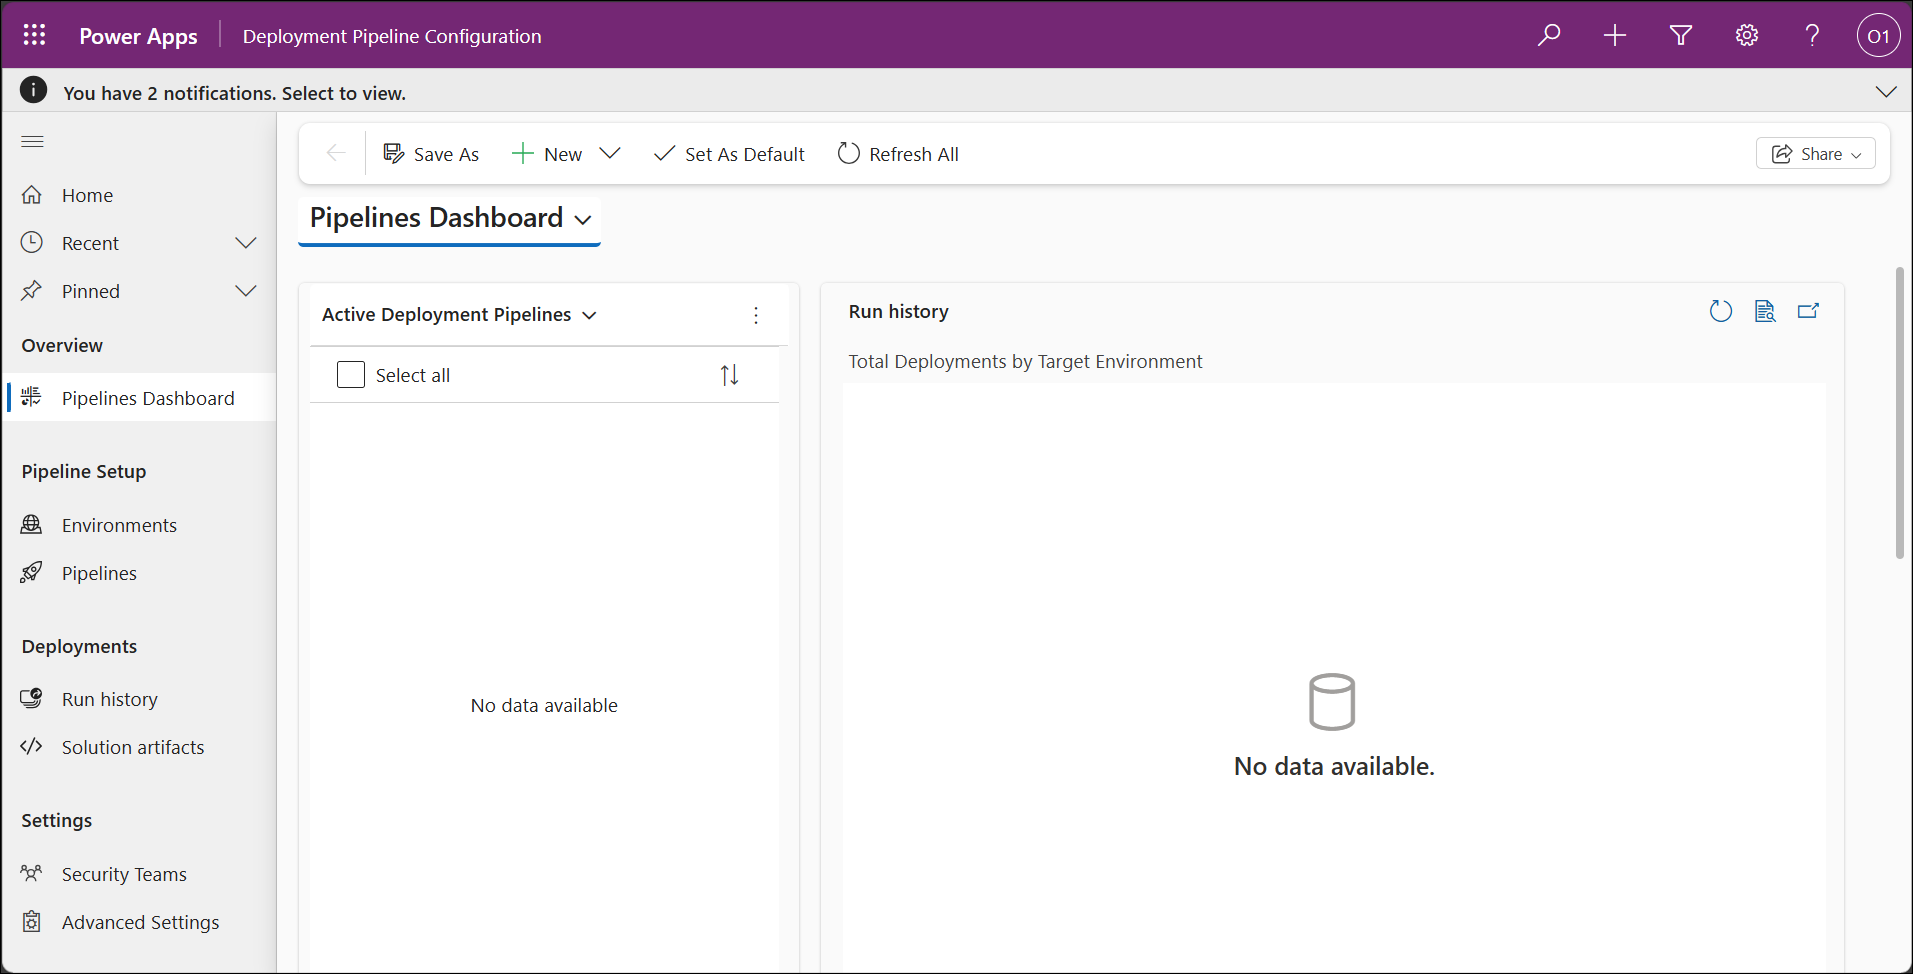 Power Apps
Deployment Pipeline Configuration
O1
You have 2 notifications. Select to view.
Home
Recent
Pinned
Overview
Pipelines Dashboard
Pipeline Setup
Environments
Pipelines
Deployments
Run history
Solution artifacts
Settings
Security Teams
Advanced Settings
Save As
New
Set As Default
Refresh All
Share
Pipelines Dashboard
Active Deployment Pipelines
Select all
No data available
Run history
Total Deployments by Target Environment
No data available.